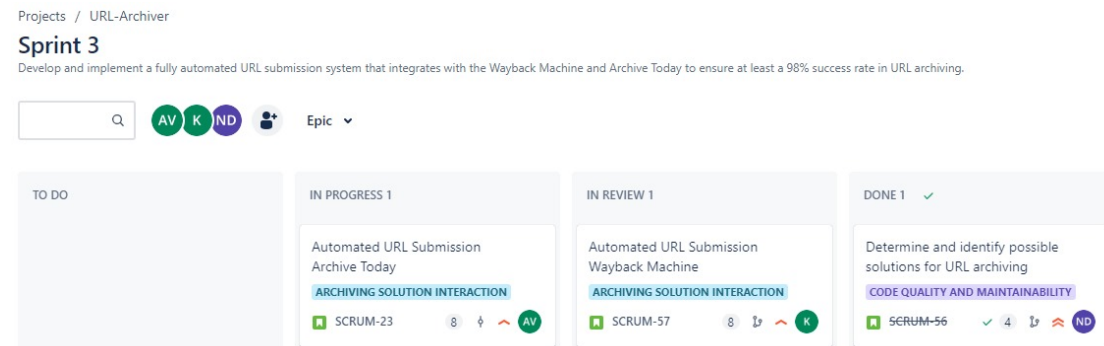 Projects / URL-Archiver
Sprint 3
Develop and implement a fully automated URL submission system that integrates with the Wayback Machine and Archive Today to ensure at least a 98% success rate in URL archiving.
AV K ND Epic
TO DO
IN PROGRESS 1
Automated URL Submission
Archive Today
ARCHIVING SOLUTION INTERACTION
SCRUM-23 8 AV
IN REVIEW 1
Automated URL Submission
Wayback Machine
ARCHIVING SOLUTION INTERACTION
SCRUM-57 8 K
DONE 1
Determine and identify possible
solutions for URL archiving
CODE QUALITY AND MAINTAINABILITY
SCRUM-56 4 ND